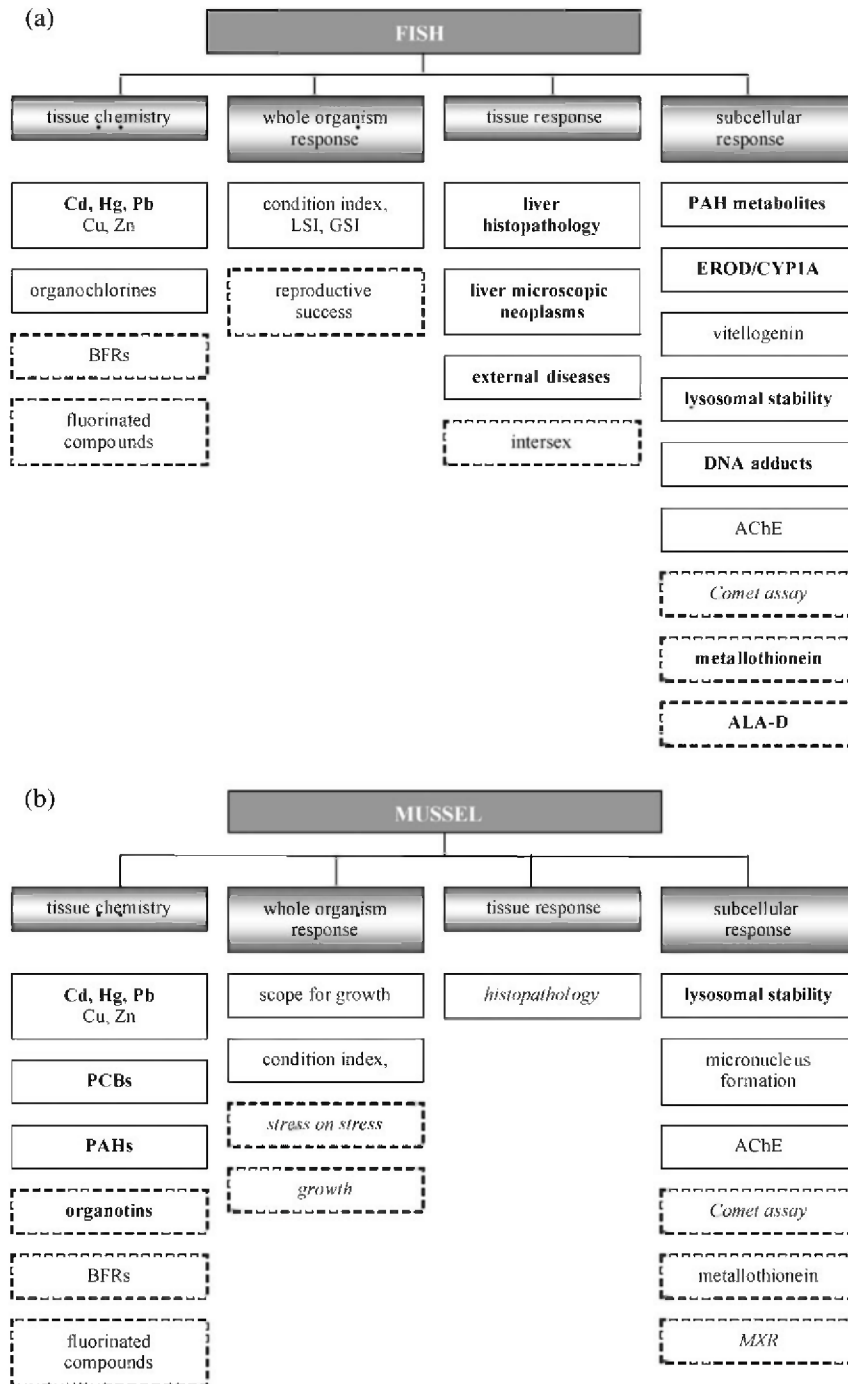 (a)
FISH
tissue chemistry
whole organism
response
tissue response
subcellular
response
Cd, Hg, Pb
Cu, Zn
organochlorines
BFRs
fluorinated
compounds
condition index,
LSI, GSI
reproductive
success
liver
histopathology
liver microscopic
neoplasms
external diseases
intersex
PAH metabolites
EROD/CYP1A
vitellogenin
lysosomal stability
DNA adducts
AChE
Comet assay
metallothionein
ALA-D
(b)
MUSSEL
tissue chemistry
whole organism
response
tissue response
subcellular
response
Cd, Hg, Pb
Cu, Zn
PCBs
PAHs
organotins
BFRs
fluorinated
compounds
scope for growth
condition index,
stress on stress
growth
histopathology
lysosomal stability
micronucleus
formation
AChE
Comet assay
metallothionein
MXR